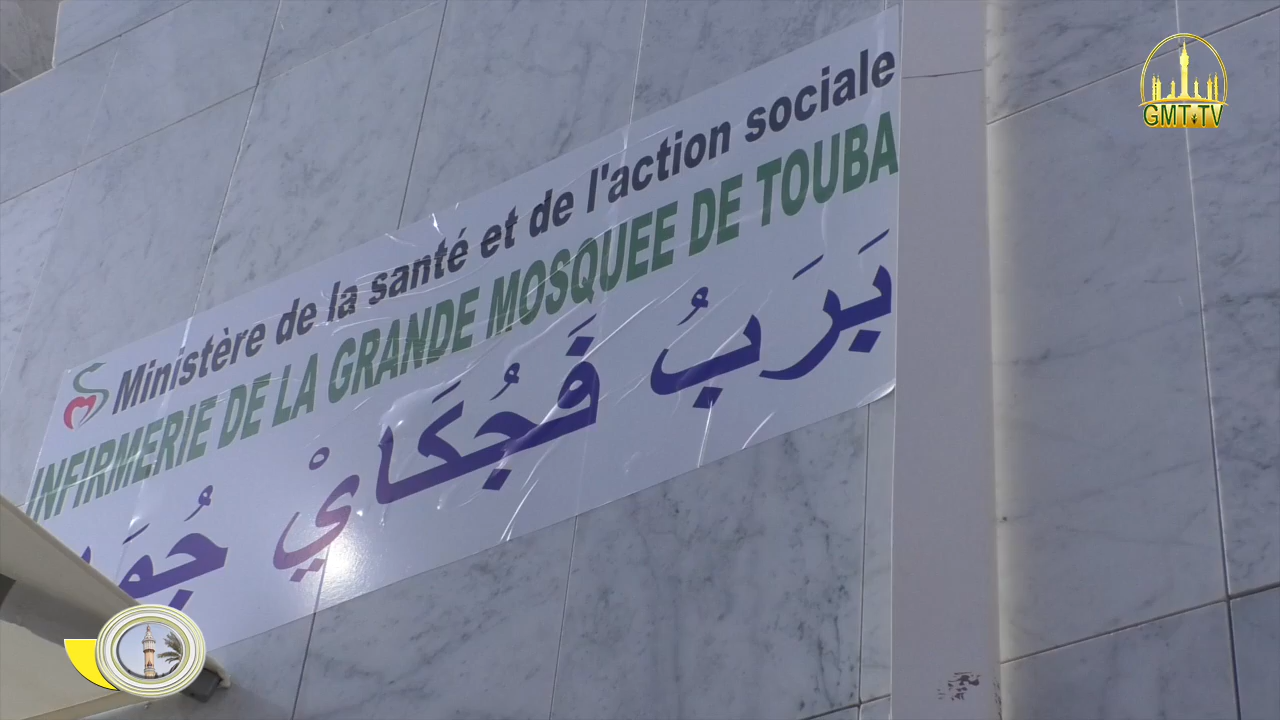 Ministère de la santé et de l'action sociale
INFIRMERIE DE LA GRANDE MOSQUEE DE TOUBA
بَرَبُ فَجُكَايْ
GMT TV